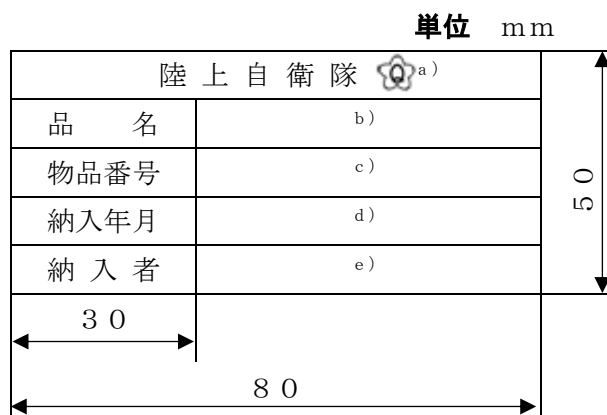 単位 ｍｍ
陸上自衛隊 Q a)
品名 b)
物品番号 c)
納入年月 d)
納入者 e)
５０
３０
８０